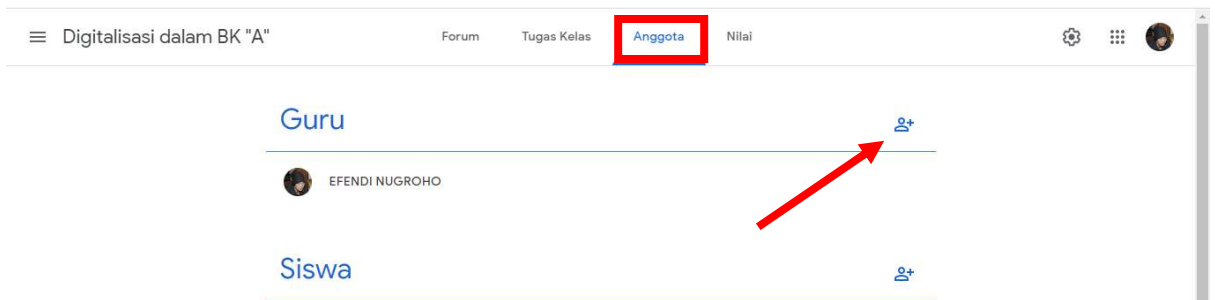 Digitalisasi dalam BK "A"
Forum Tugas Kelas Anggota Nilai
Guru
EFENDI NUGROHO
Siswa